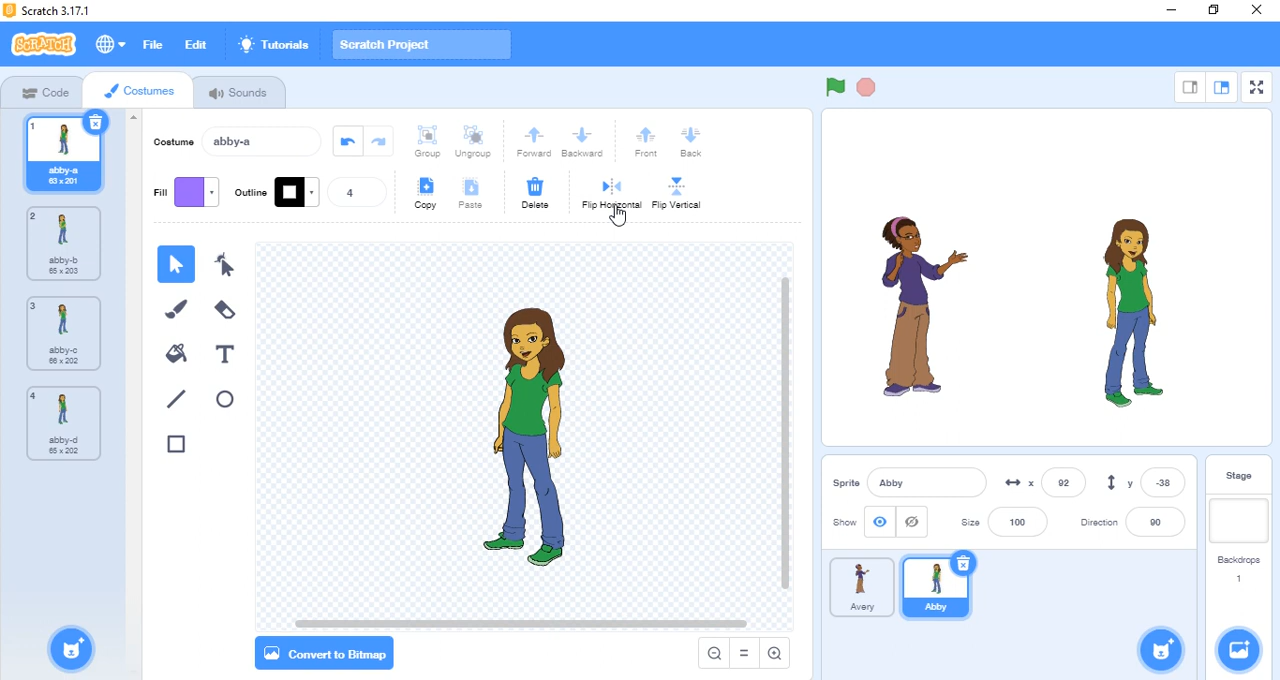 Scratch 3.17.1
SCRATCH File Edit Tutorials Scratch Project
Code Costumes Sounds
1
abby-a
63 x 201
2
abby-b
65 x 203
3
abby-c
66 x 202
4
abby-d
65 x 202
Costume abby-a Group Ungroup Forward Backward Front Back
Fill Outline 4 Copy Paste Delete Flip Horizontal Flip Vertical
T
Convert to Bitmap
Sprite Abby x 92 y -38
Show Size 100 Direction 90
Avery Abby
Stage
Backdrops
1